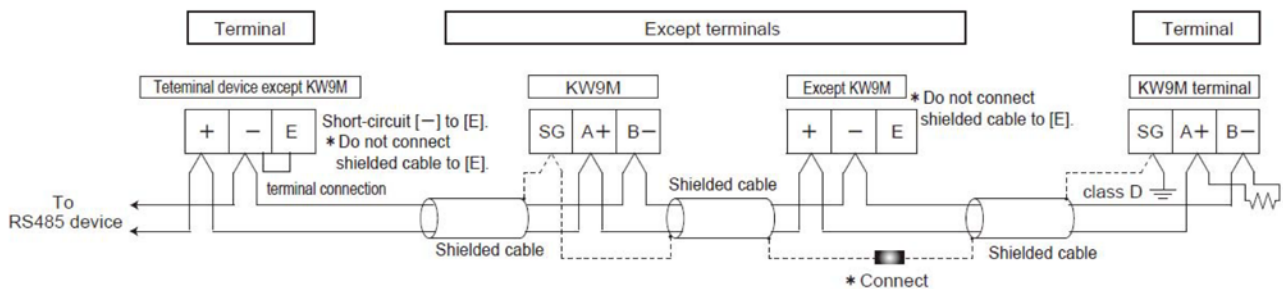 Terminal
Except terminals
Terminal
Teteminal device except KW9M
KW9M
Except KW9M
KW9M terminal
+ − E
Short-circuit [−] to [E].
* Do not connect
shielded cable to [E].
SG A+ B−
+ − E
* Do not connect
shielded cable to [E].
SG A+ B−
terminal connection
Shielded cable
class D
To
RS485 device
Shielded cable
Shielded cable
* Connect